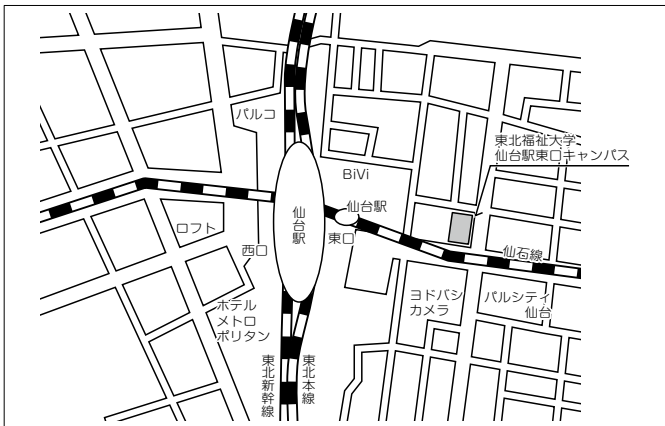 パルコ
東北福祉大学
仙台駅東口キャンパス
BiVi
仙台駅
仙台駅
ロフト
西口
東口
仙石線
ホテル
メトロ
ポリタン
ヨドバシ
カメラ
パルシティ
仙台
東北新幹線
東北本線